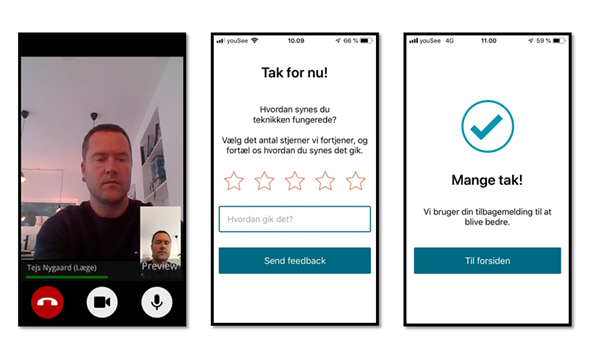 Tejs Nygaard (Læge)
Preview
youSee 10.09 66 %
Tak for nu!
Hvordan synes du
teknikken fungerede?
Vælg det antal stjerner vi fortjener, og
fortæl os hvordan du synes det gik.
Hvordan gik det?
Send feedback
youSee 4G 11.00 59 %
Mange tak!
Vi bruger din tilbagemelding til at
blive bedre.
Til forsiden